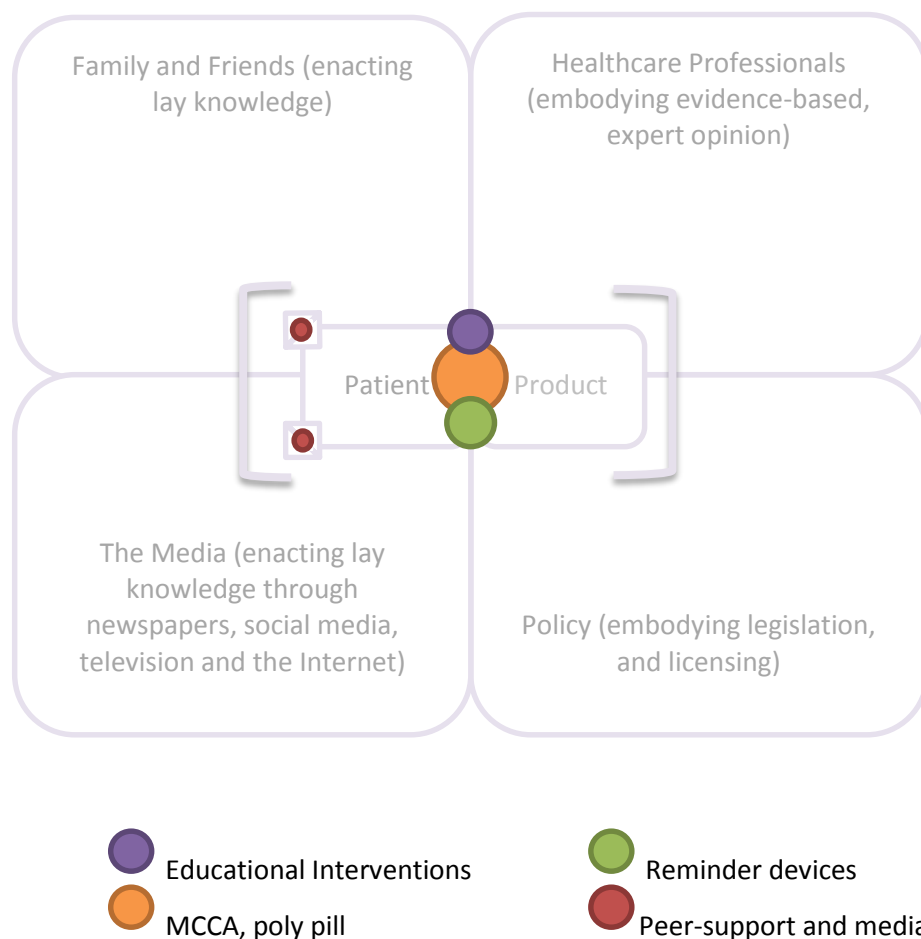 Family and Friends (enacting
lay knowledge)
Healthcare Professionals
(embodying evidence-based,
expert opinion)
Patient
Product
The Media (enacting lay
knowledge through
newspapers, social media,
television and the Internet)
Policy (embodying legislation,
and licensing)
Educational Interventions
Reminder devices
MCCA, poly pill
Peer-support and media